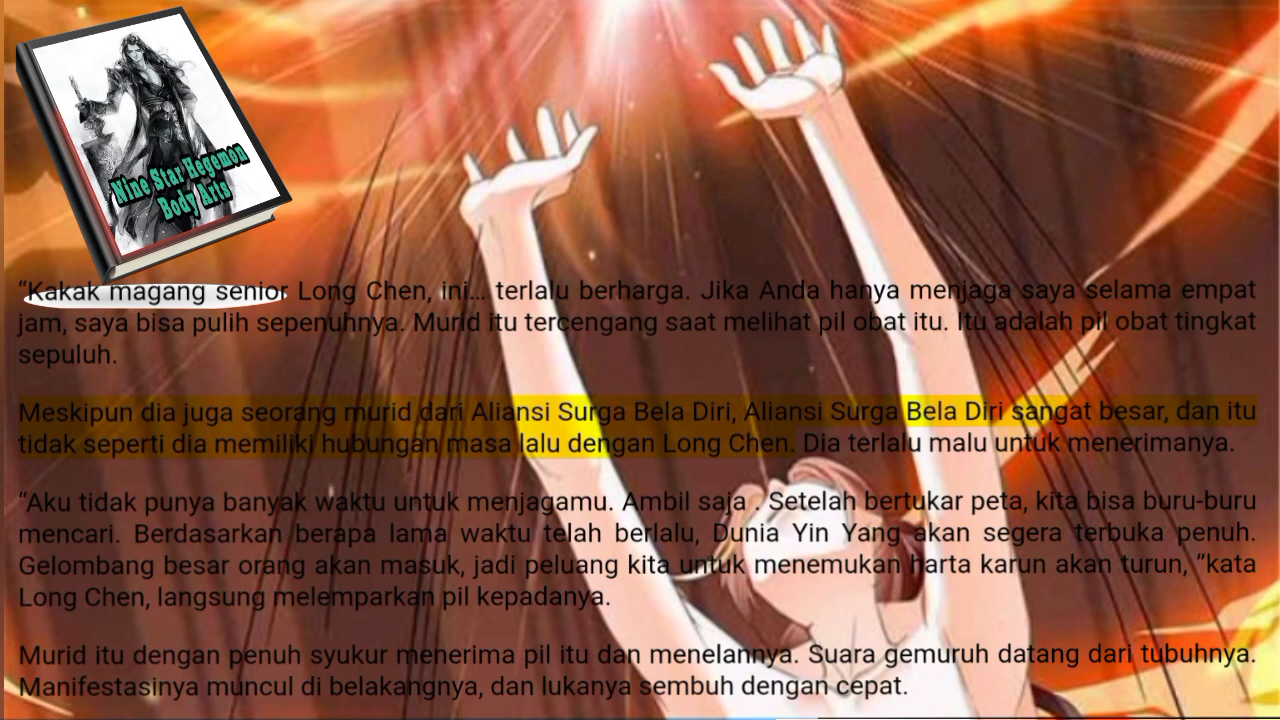 Nine Star Hegemon
Body Arts
“Kakak magang senior Long Chen, ini... terlalu berharga. Jika Anda hanya menjaga saya selama empat
jam, saya bisa pulih sepenuhnya. Murid itu tercengang saat melihat pil obat itu. Itu adalah pil obat tingkat
sepuluh.
Meskipun dia juga seorang murid dari Aliansi Surga Bela Diri, Aliansi Surga Bela Diri sangat besar, dan itu
tidak seperti dia memiliki hubungan masa lalu dengan Long Chen. Dia terlalu malu untuk menerimanya.
“Aku tidak punya banyak waktu untuk menjagamu. Ambil saja . Setelah bertukar peta, kita bisa buru-buru
mencari. Berdasarkan berapa lama waktu telah berlalu, Dunia Yin Yang akan segera terbuka penuh.
Gelombang besar orang akan masuk, jadi peluang kita untuk menemukan harta karun akan turun, ”kata
Long Chen, langsung melemparkan pil kepadanya.
Murid itu dengan penuh syukur menerima pil itu dan menelannya. Suara gemuruh datang dari tubuhnya.
Manifestasinya muncul di belakangnya, dan lukanya sembuh dengan cepat.